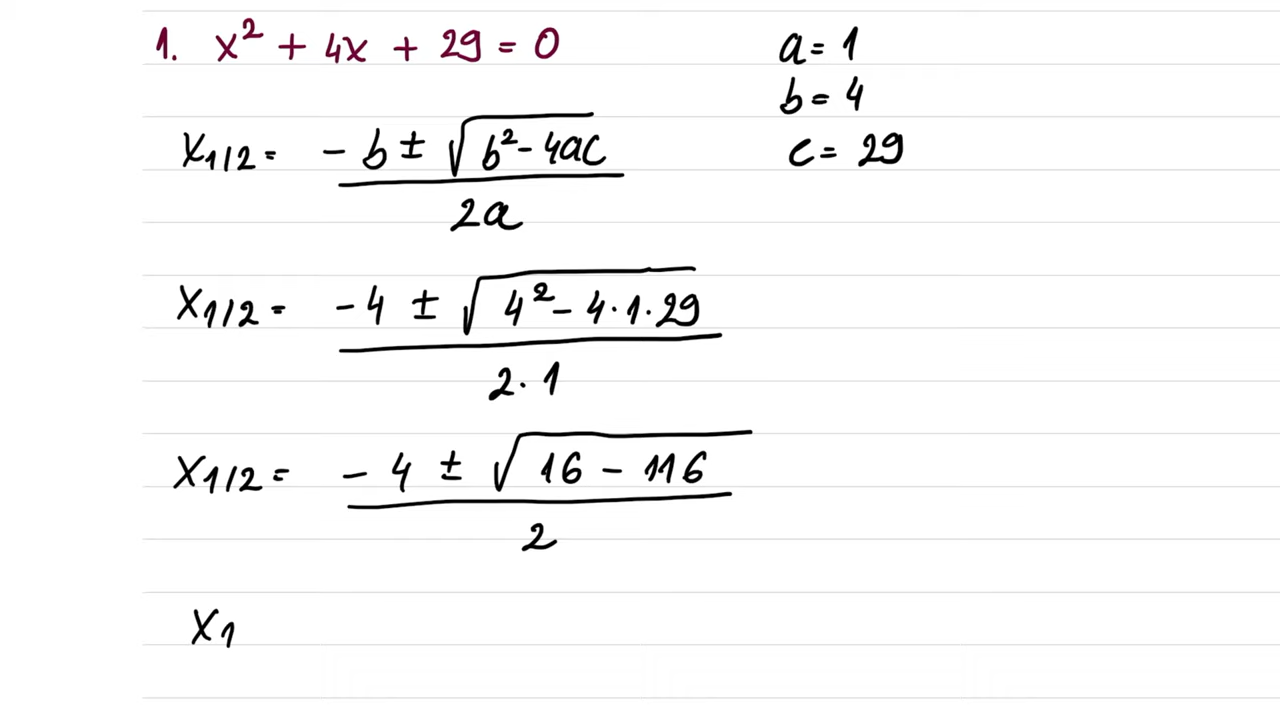 1. x² + 4x + 29 = 0
a = 1
b = 4
c = 29
x₁/₂ = (-b ± √(b² - 4ac)) / 2a
x₁/₂ = (-4 ± √(4² - 4·1·29)) / 2·1
x₁/₂ = (-4 ± √(16 - 116)) / 2
x₁